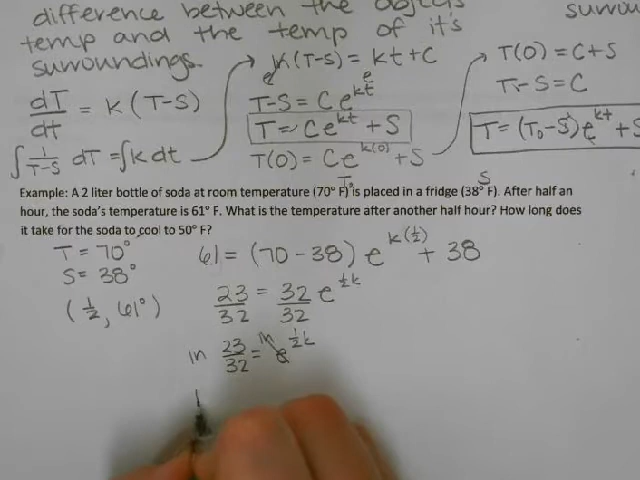 difference between the objects
temp and the temp of it's
surroundings.
surrou
dT/dt = K (T-S)
∫ 1/(T-S) dT = ∫ k dt
ln(T-S) = kt + C
e e
T-S = Ce^kt
T = Ce^kt + S
T(0) = Ce^k(0) + S
T(0) = C + S
T₀ - S = C
T = (T₀ - S) e^kt + S
T₀ S
Example: A 2 liter bottle of soda at room temperature (70° F) is placed in a fridge (38° F). After half an
hour, the soda's temperature is 61° F. What is the temperature after another half hour? How long does
it take for the soda to cool to 50° F?
T = 70°
S = 38°
(½, 61°)
61 = (70 - 38) e^k(½) + 38
23/32 = 32/32 e^½k
ln 23/32 = ln e^½k